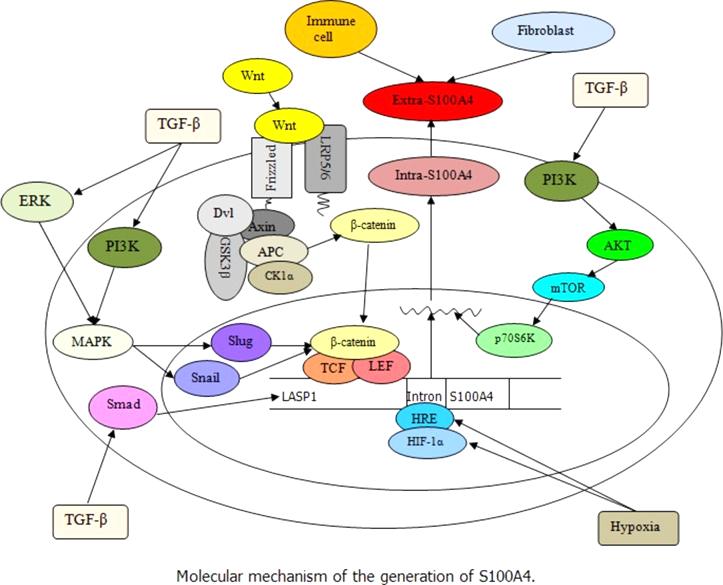 Immune
cell
Fibroblast
Wnt
Extra-S100A4
TGF-β
TGF-β
Wnt
Frizzled
LRP5/6
Intra-S100A4
PI3K
ERK
Dvl
Axin
β-catenin
PI3K
GSK3β
APC
AKT
CK1α
mTOR
MAPK
Slug
β-catenin
p70S6K
Snail
TCF
LEF
Smad
LASP1
Intron
S100A4
HRE
HIF-1α
TGF-β
Hypoxia
Molecular mechanism of the generation of S100A4.